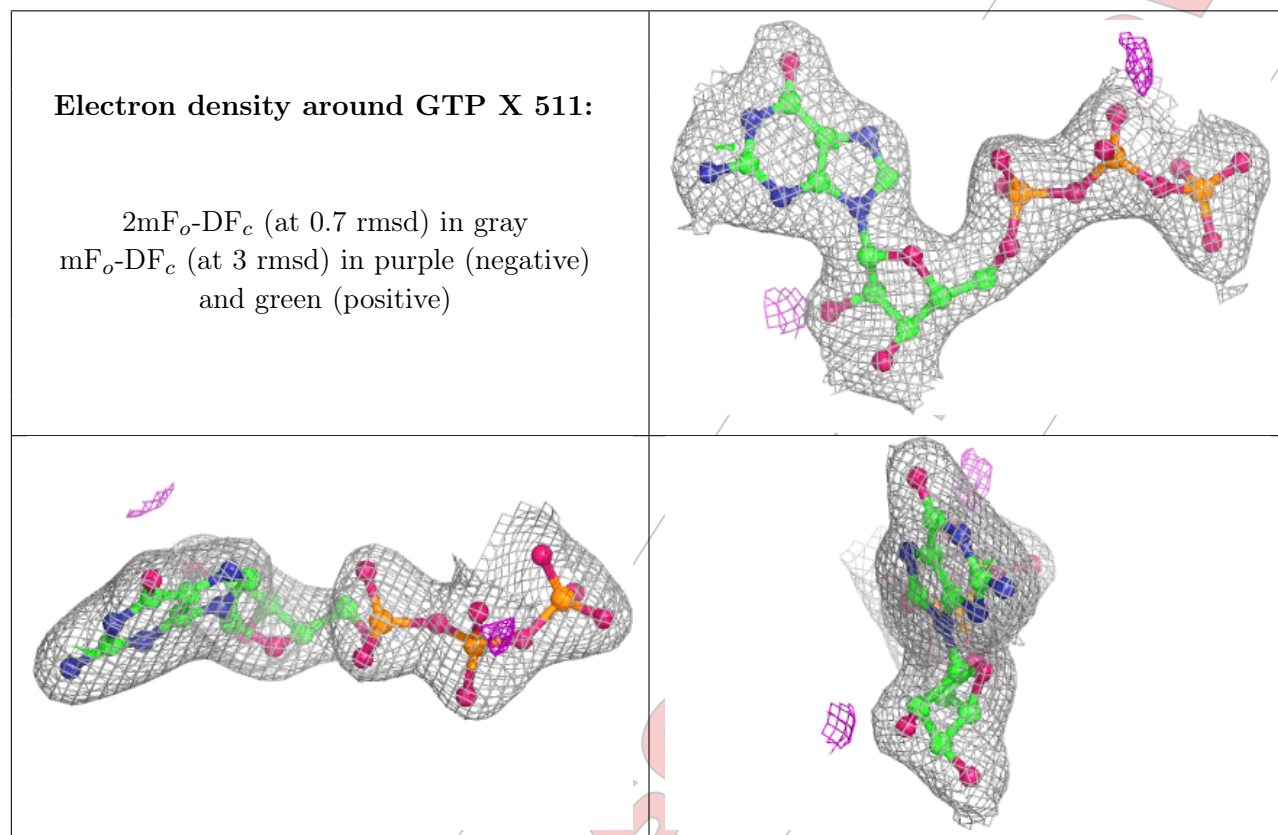 Electron density around GTP X 511:
2mFo-DFc (at 0.7 rmsd) in gray
mFo-DFc (at 3 rmsd) in purple (negative)
and green (positive)